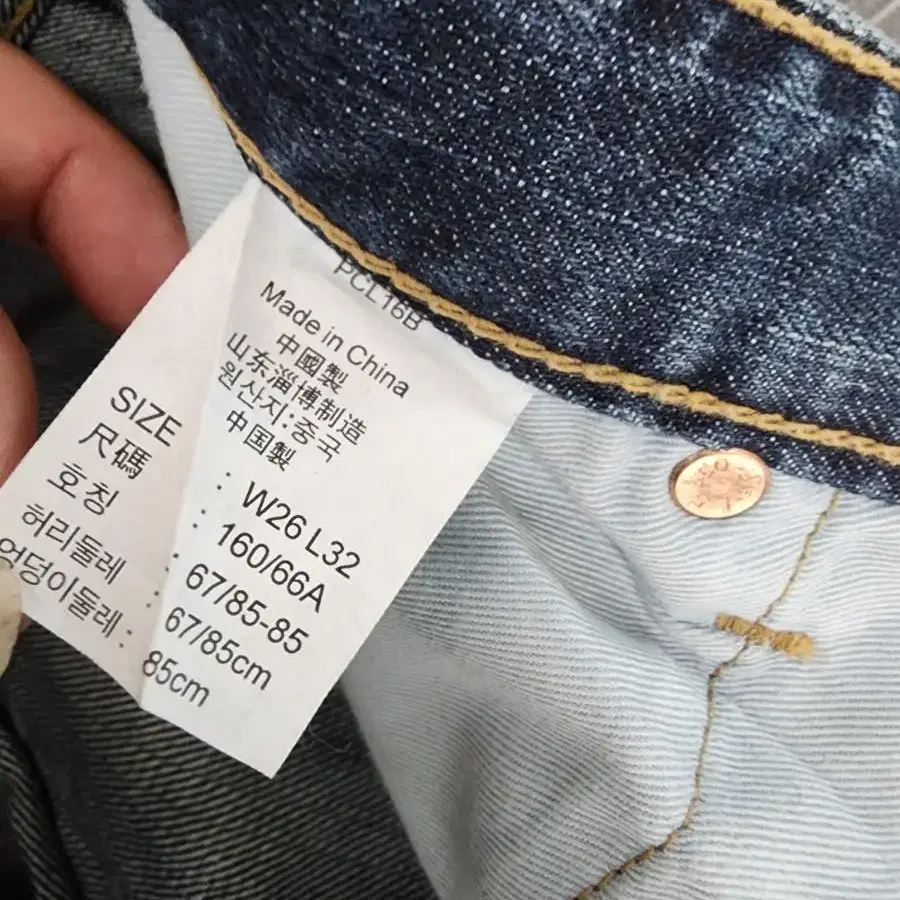 PCL16B
Made in China
中國製
山东淄博制造
원산지:중국
中国製
SIZE : W26 L32
尺碼 : 160/66A
호칭 : 67/85-85
허리둘레 : 67/85cm
엉덩이둘레 : 85cm